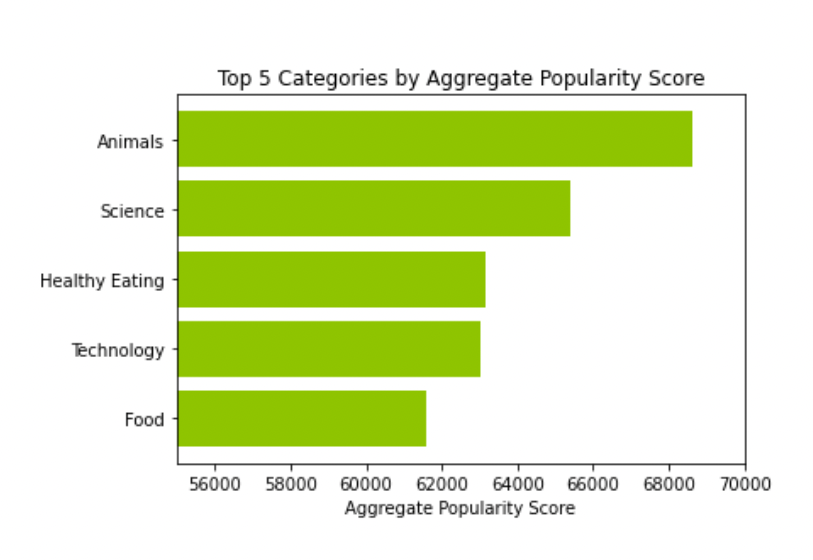 Top 5 Categories by Aggregate Popularity Score
Animals
Science
Healthy Eating
Technology
Food
56000 58000 60000 62000 64000 66000 68000 70000
Aggregate Popularity Score